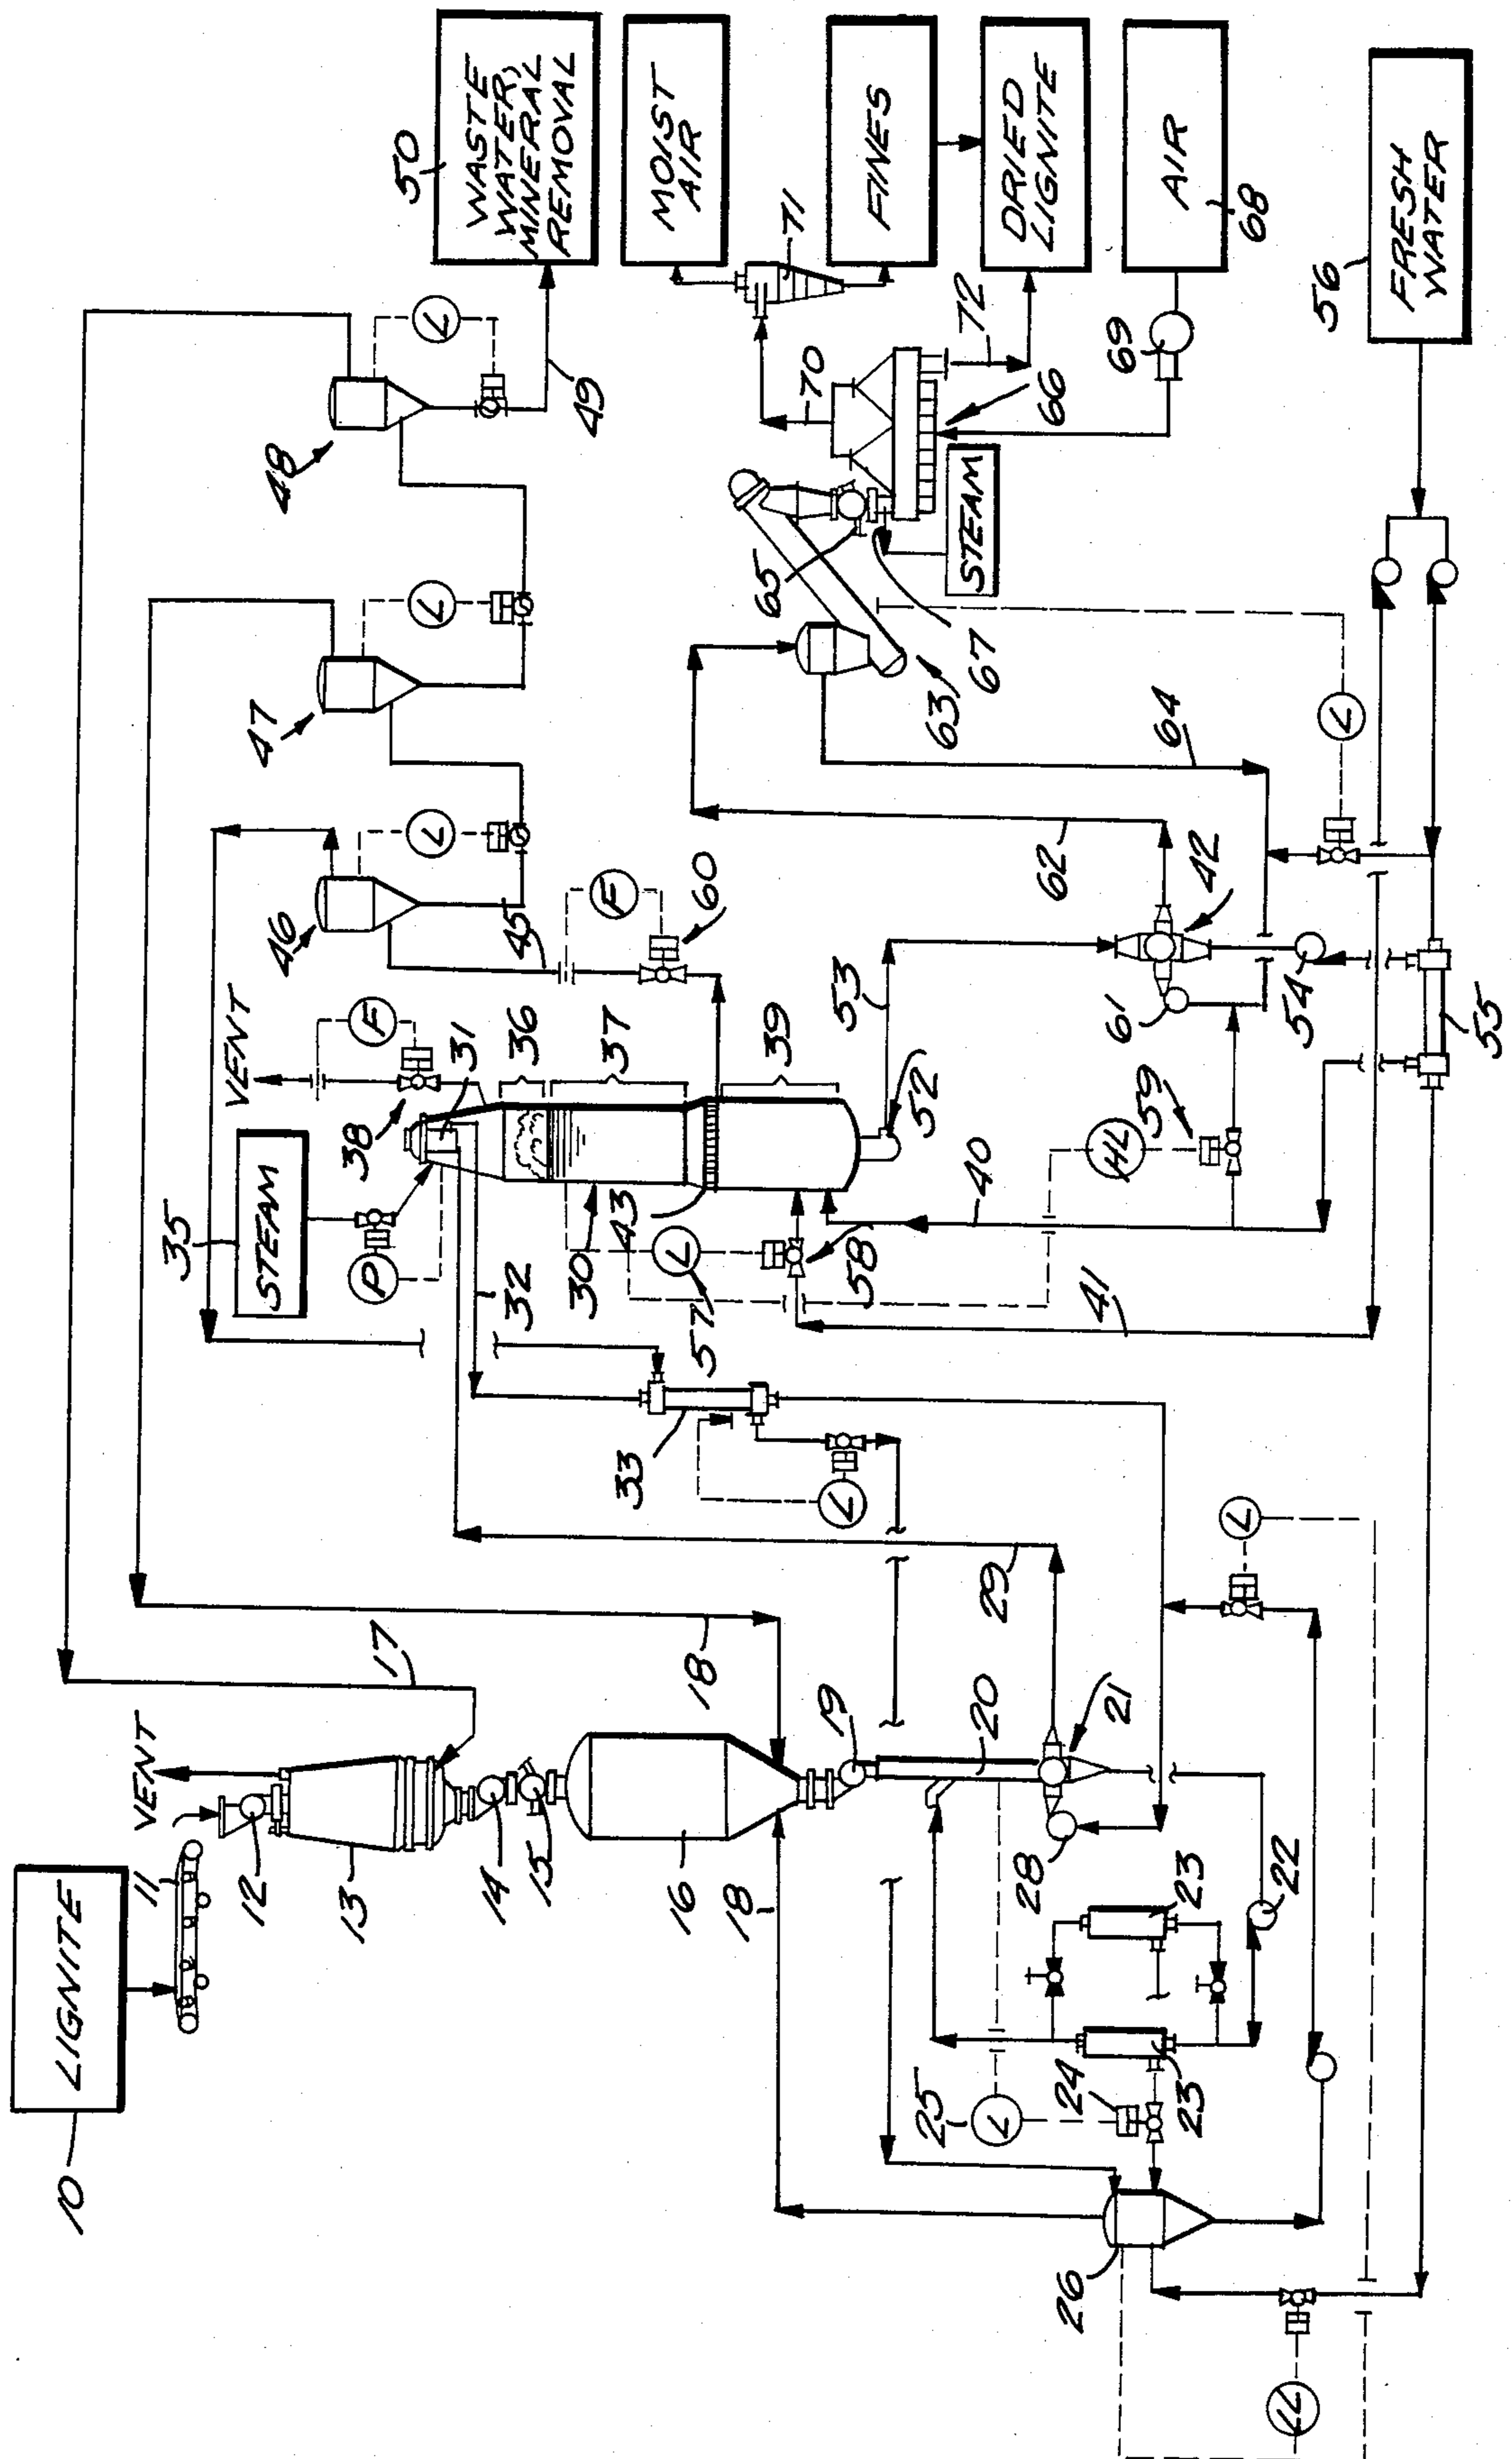 10
LIGNITE
11
12
VENT
13
14
15
16
17
18
18
19
20
21
22
23
23
24
25
L
26
LL
28
29
L
30
31
32
33
L
35
STEAM
P
36
37
38
VENT
F
39
40
41
42
43
45
46
L
47
L
48
L
49
50
WASTE
WATER,
MINERAL
REMOVAL
52
53
54
55
56
FRESH
WATER
57
L
58
59
HL
60
F
61
62
63
64
L
65
66
67
STEAM
68
AIR
69
70
71
72
MOIST
AIR
FINES
DRIED
LIGNITE